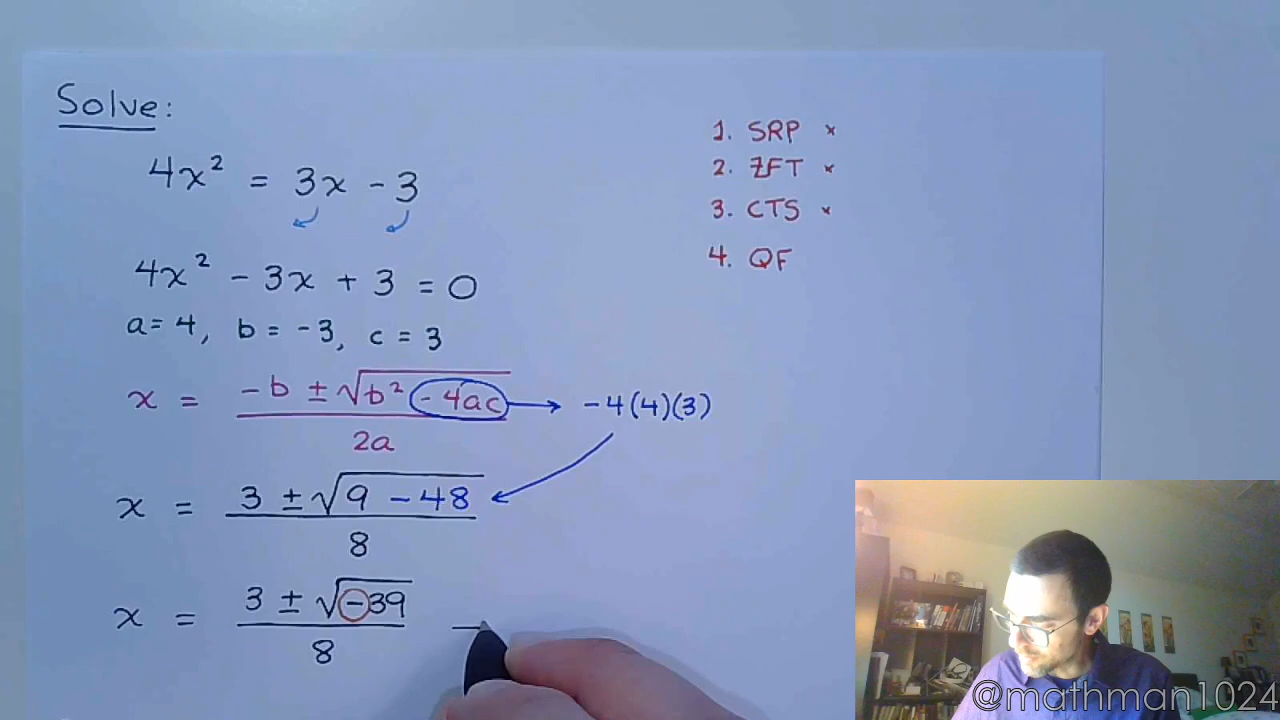 Solve:
4x² = 3x - 3
4x² - 3x + 3 = 0
a = 4, b = -3, c = 3
x = (-b ± √(b² - 4ac)) / 2a → -4(4)(3)
x = (3 ± √(9 - 48)) / 8
x = (3 ± √(-39)) / 8
1. SRP ×
2. ZFT ×
3. CTS ×
4. QF
@mathman1024